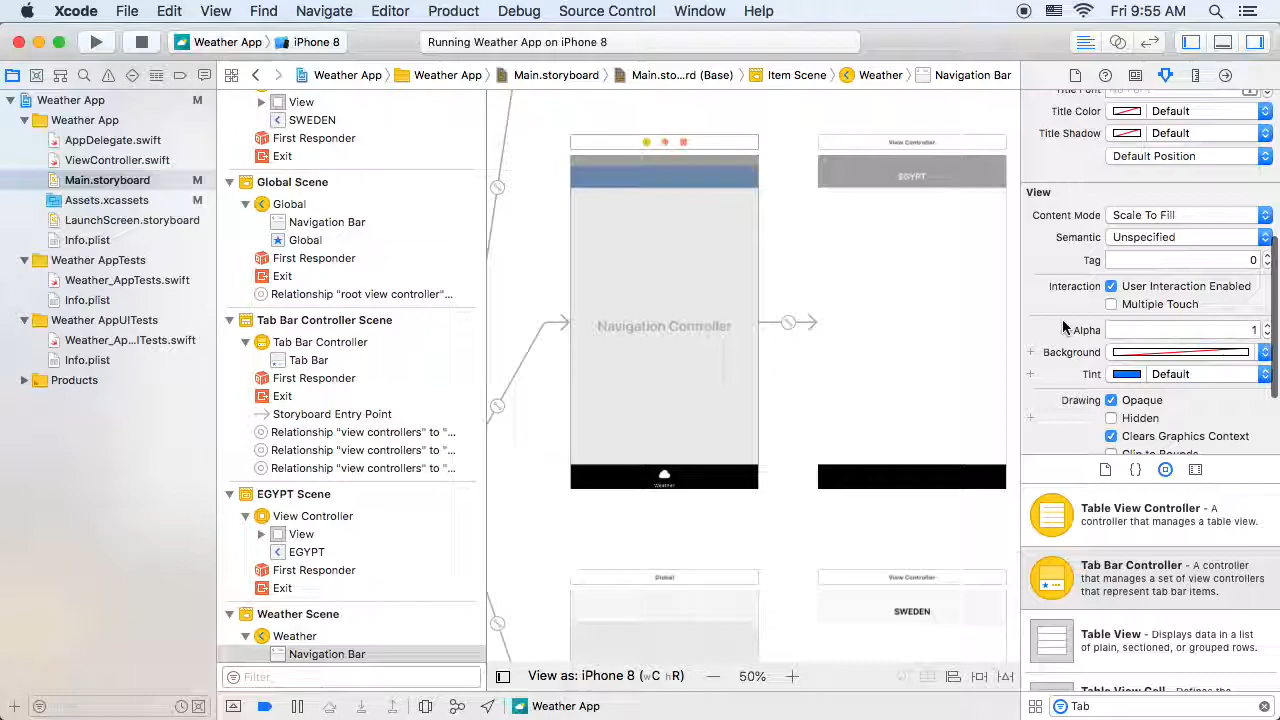 Xcode File Edit View Find Navigate Editor Product Debug Source Control Window Help Fri 9:55 AM
Weather App iPhone 8 Running Weather App on iPhone 8
Weather App Weather App Main.storyboard Main.sto...rd (Base) Item Scene Weather Navigation Bar
Weather App M
Weather App
AppDelegate.swift
ViewController.swift
Main.storyboard M
Assets.xcassets M
LaunchScreen.storyboard
Info.plist
Weather AppTests
Weather_AppTests.swift
Info.plist
Weather AppUITests
Weather_Ap...ITests.swift
Info.plist
Products
View
SWEDEN
First Responder
Exit
Global Scene
Global
Navigation Bar
Global
First Responder
Exit
Relationship "root view controller"...
Tab Bar Controller Scene
Tab Bar Controller
Tab Bar
First Responder
Exit
Storyboard Entry Point
Relationship "view controllers" to "...
Relationship "view controllers" to "...
Relationship "view controllers" to "...
EGYPT Scene
View Controller
View
EGYPT
First Responder
Exit
Weather Scene
Weather
Navigation Bar
Filter
Navigation Controller
Weather
View Controller
EGYPT
Global
View Controller
SWEDEN
View as: iPhone 8 (wC hR) 50%
Title Color Default
Title Shadow Default
Default Position
View
Content Mode Scale To Fill
Semantic Unspecified
Tag 0
Interaction User Interaction Enabled
Multiple Touch
Alpha 1
Background
Tint Default
Drawing Opaque
Hidden
Clears Graphics Context
Table View Controller - A
controller that manages a table view.
Tab Bar Controller - A controller
that manages a set of view controllers
that represent tab bar items.
Table View - Displays data in a list
of plain, sectioned, or grouped rows.
Filter
Weather App
Tab